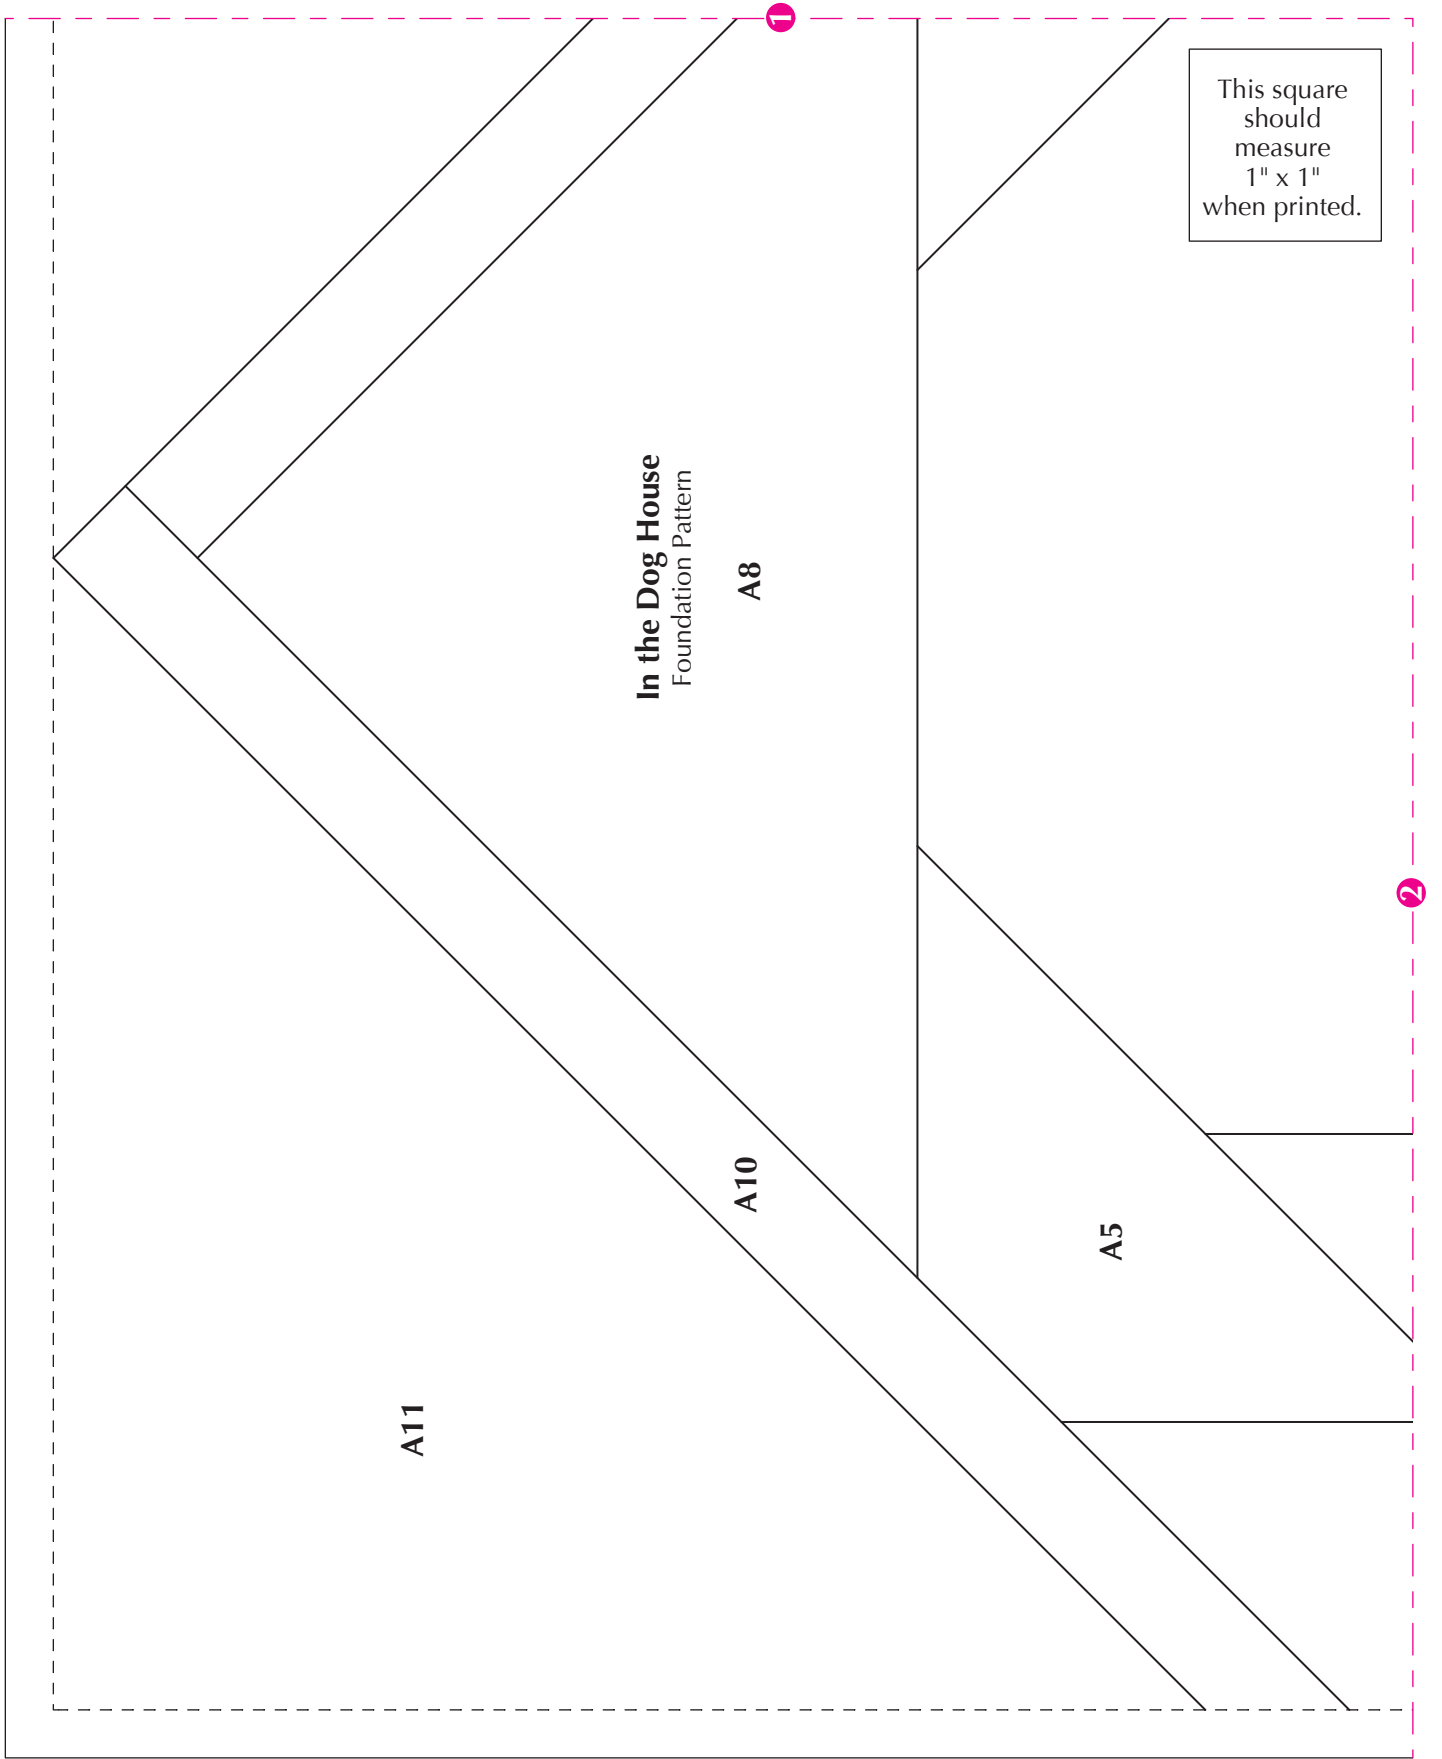 1
This square
should
measure
1" x 1"
when printed.
In the Dog House
Foundation Pattern
A8
2
A10
A5
A11